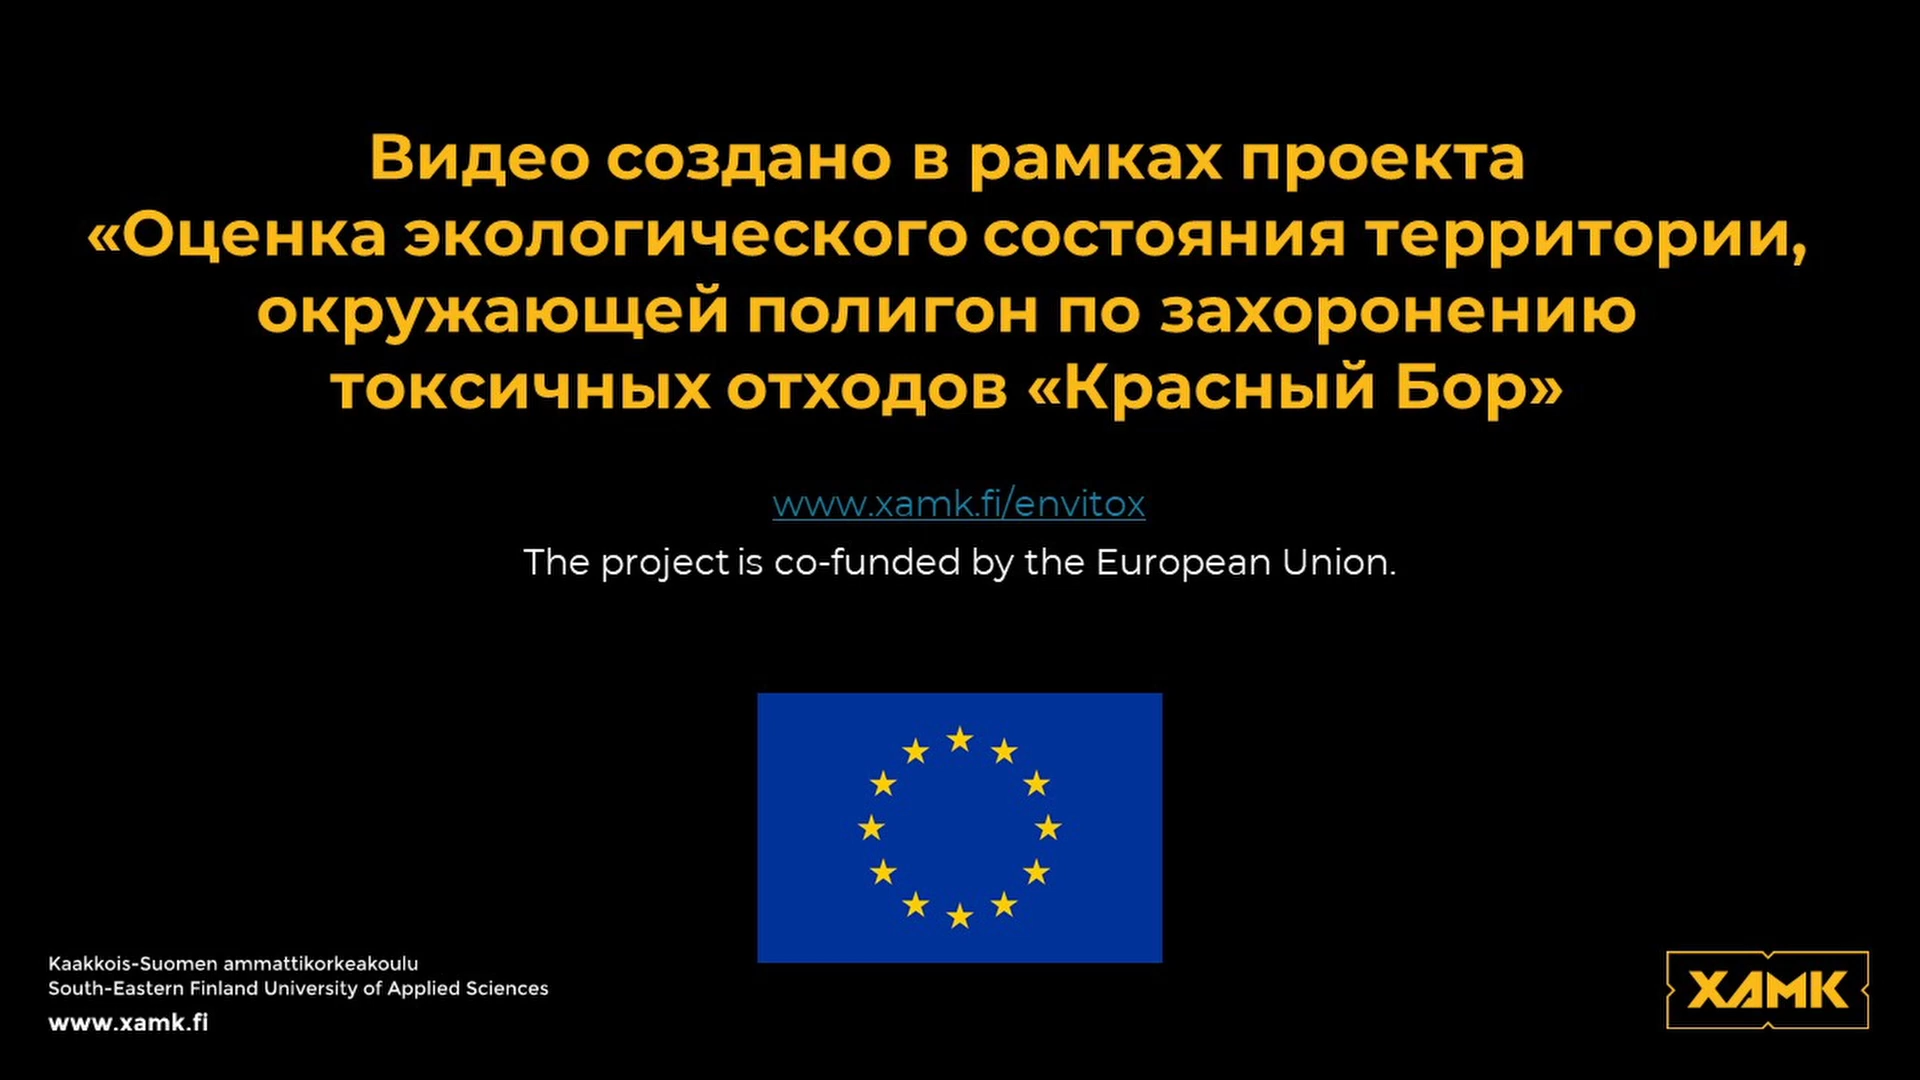 Видео создано в рамках проекта
«Оценка экологического состояния территории,
окружающей полигон по захоронению
токсичных отходов «Красный Бор»
www.xamk.fi/envitox
The project is co-funded by the European Union.
Kaakkois-Suomen ammattikorkeakoulu
South-Eastern Finland University of Applied Sciences
www.xamk.fi
XAMK